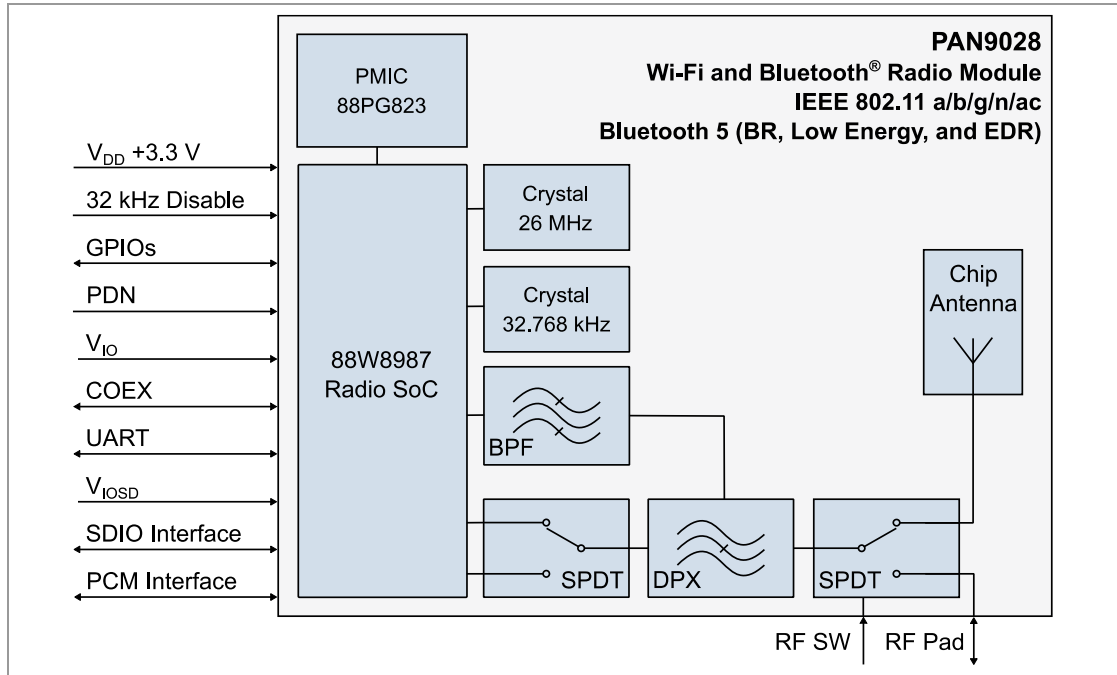 PAN9028
Wi-Fi and Bluetooth® Radio Module
IEEE 802.11 a/b/g/n/ac
Bluetooth 5 (BR, Low Energy, and EDR)
PMIC
88PG823
VDD +3.3 V
32 kHz Disable
GPIOs
PDN
VIO
COEX
UART
VIOSD
SDIO Interface
PCM Interface
88W8987
Radio SoC
Crystal
26 MHz
Crystal
32.768 kHz
BPF
SPDT
DPX
SPDT
Chip
Antenna
RF SW
RF Pad